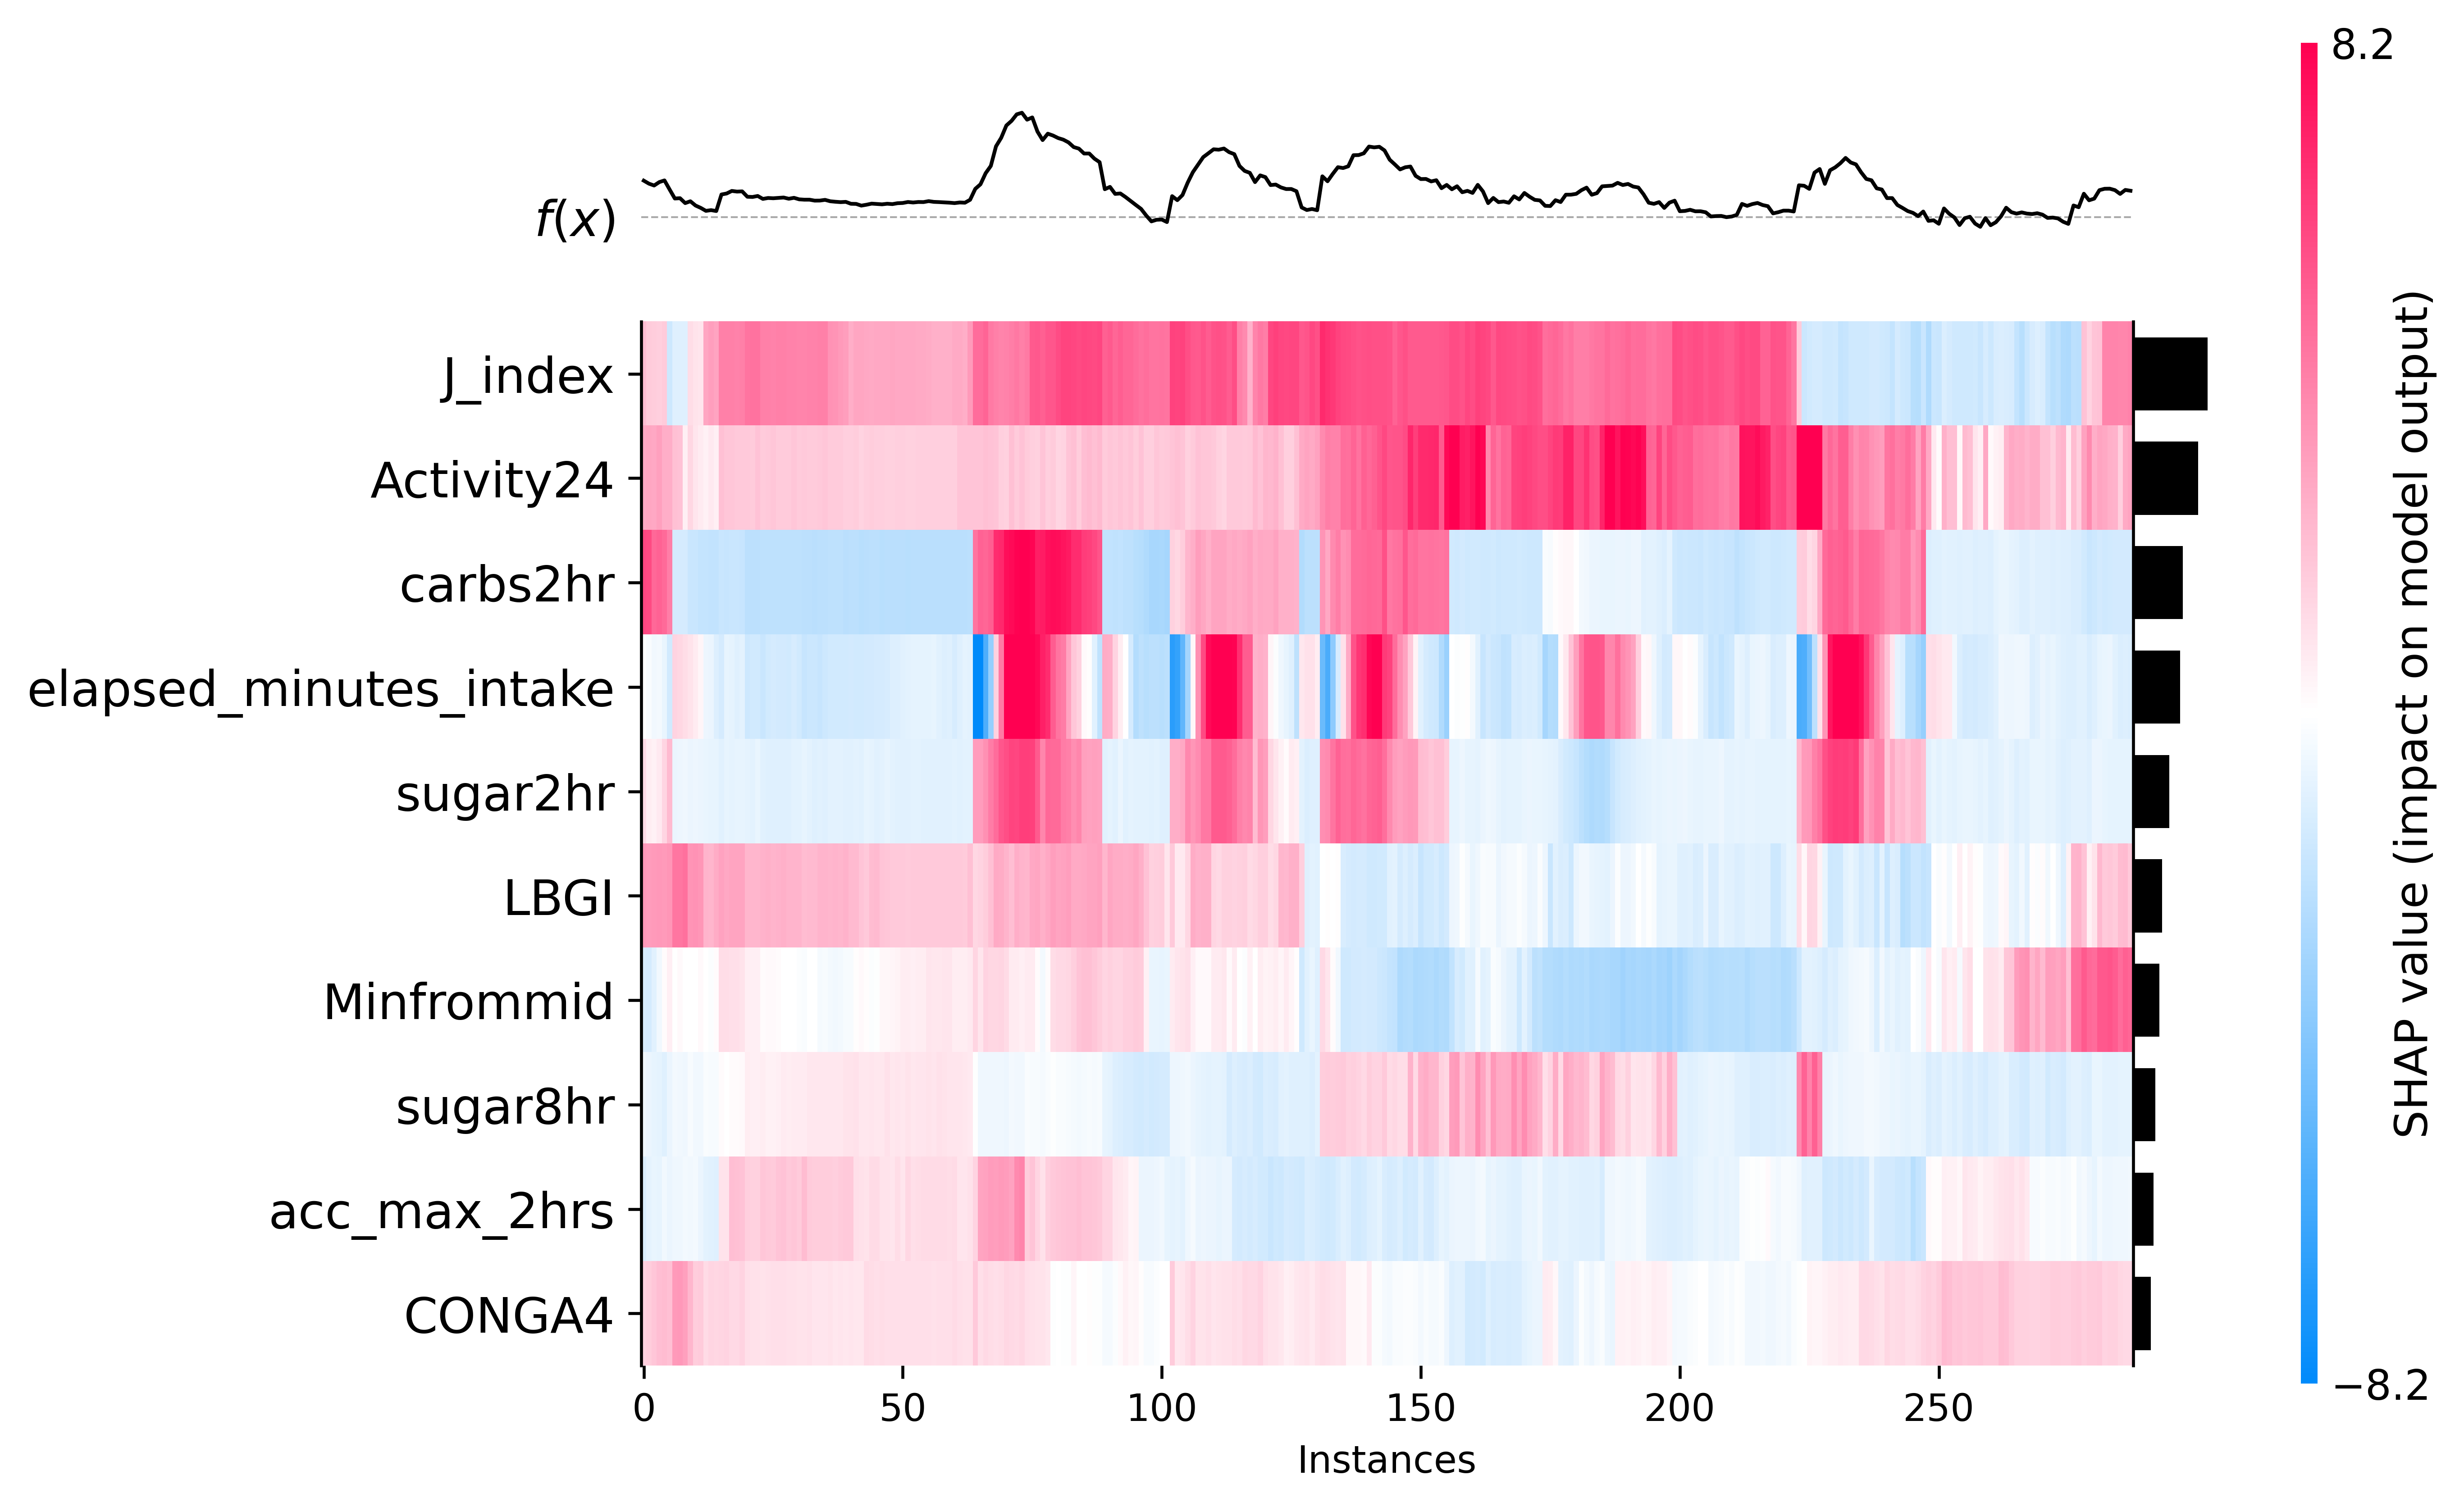 8.2
f(x)
J_index
Activity24
carbs2hr
elapsed_minutes_intake
sugar2hr
LBGI
Minfrommid
sugar8hr
acc_max_2hrs
CONGA4
0 50 100 150 200 250
Instances
SHAP value (impact on model output)
−8.2